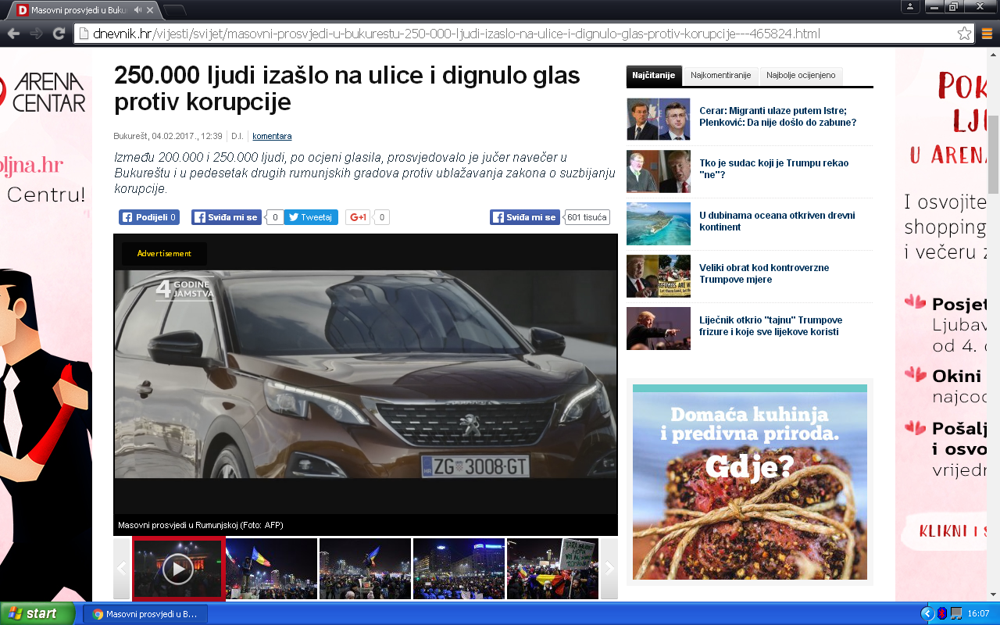 Masovni prosvjedi u Buku
dnevnik.hr/vijesti/svijet/masovni-prosvjedi-u-bukurestu-250-000-ljudi-izaslo-na-ulice-i-dignulo-glas-protiv-korupcije---465824.html
ARENA
CENTAR
oljna.hr
Centru!
250.000 ljudi izašlo na ulice i dignulo glas
protiv korupcije
Bukurešt, 04.02.2017., 12:39 D.I. komentara
Između 200.000 i 250.000 ljudi, po ocjeni glasila, prosvjedovalo je jučer navečer u
Bukureštu i u pedesetak drugih rumunjskih gradova protiv ublažavanja zakona o suzbijanju
korupcije.
Podijeli 0 Sviđa mi se 0 Tweetaj G+1 0 Sviđa mi se 601 tisuća
Advertisement
4 GODINE
JAMSTVA
ZG 3008-GT
HR
Masovni prosvjedi u Rumunjskoj (Foto: AFP)
Najčitanije Najkomentiranije Najbolje ocijenjeno
Cerar: Migranti ulaze putem Istre;
Plenković: Da nije došlo do zabune?
Tko je sudac koji je Trumpu rekao
"ne"?
U dubinama oceana otkriven drevni
kontinent
Veliki obrat kod kontroverzne
Trumpove mjere
REFUGEES ARE W
Liječnik otkrio "tajnu" Trumpove
frizure i koje sve lijekove koristi
Domaća kuhinja
i predivna priroda.
Gdje?
POK
LJU
U AREN
I osvojite
shopping
i večeru z
Posjet
Ljubav
od 4. c
Okini
najcoc
Pošalj
i osvo
vrijedr
KLIKNI I S
start
Masovni prosvjedi u B...
16:07